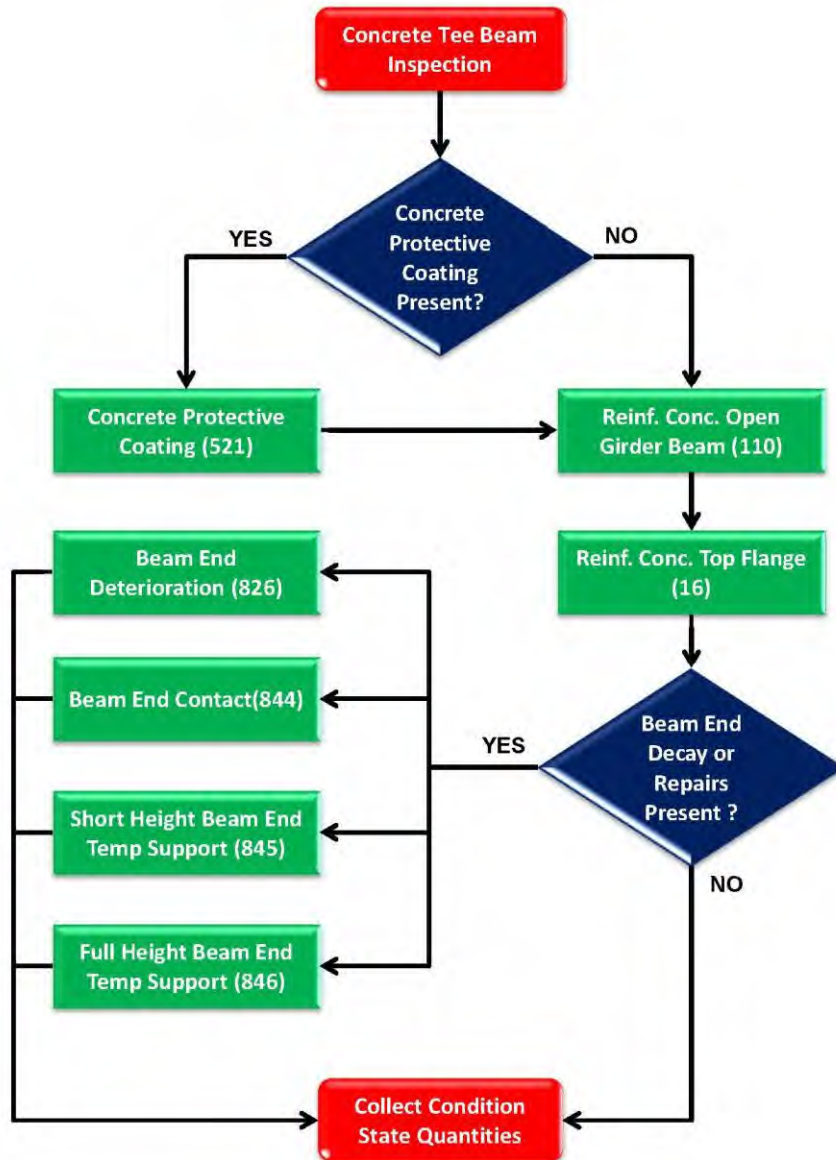 Concrete Tee Beam
Inspection
Concrete
Protective
Coating
Present?
YES
NO
Concrete Protective
Coating (521)
Reinf. Conc. Open
Girder Beam (110)
Beam End
Deterioration (826)
Reinf. Conc. Top Flange
(16)
Beam End Contact(844)
YES
Beam End
Decay or
Repairs
Present ?
Short Height Beam End
Temp Support (845)
NO
Full Height Beam End
Temp Support (846)
Collect Condition
State Quantities